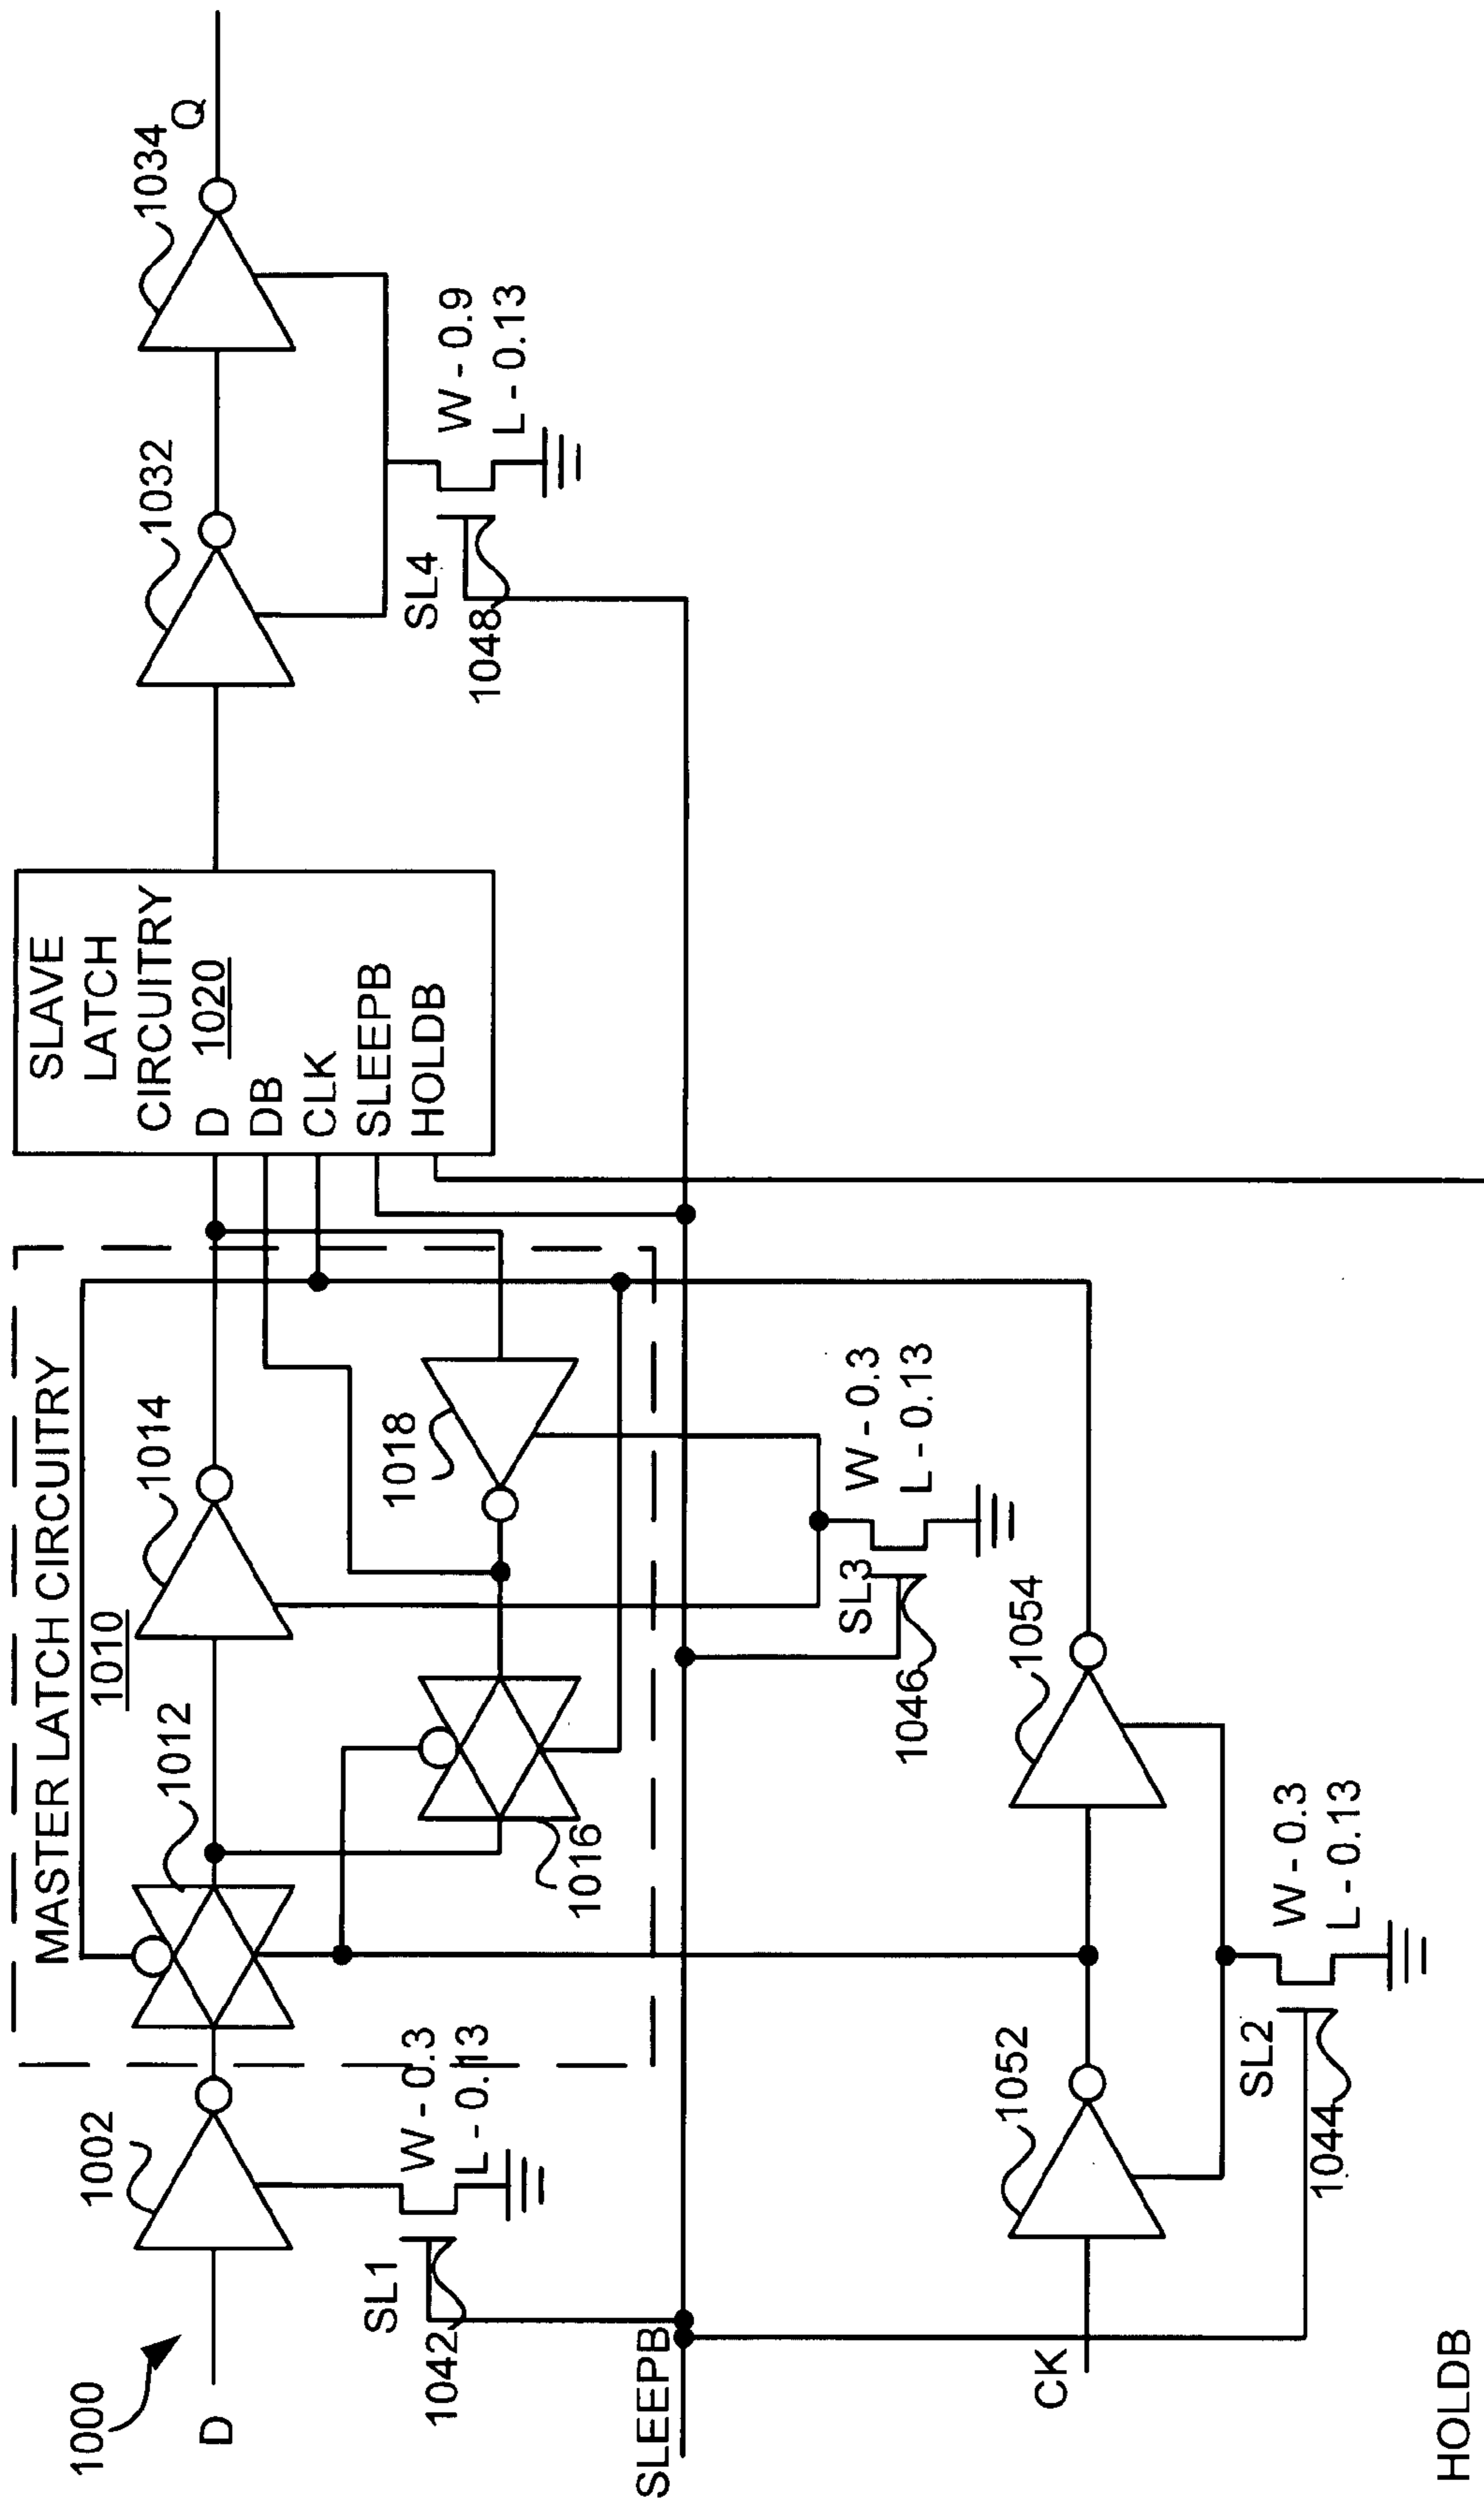 1000
D
1002
SL1
1042
W - 0.3
L - 0.13
MASTER LATCH CIRCUITRY
1010
1012
1014
1016
1018
SLAVE
LATCH
CIRCUITRY
1020
D
DB
CLK
SLEEPB
HOLDB
1032
1034
Q
SL4
1048
W - 0.9
L - 0.13
SLEEPB
SL3
1046
W - 0.3
L - 0.13
CK
1052
1054
SL2
1044
W - 0.3
L - 0.13
HOLDB